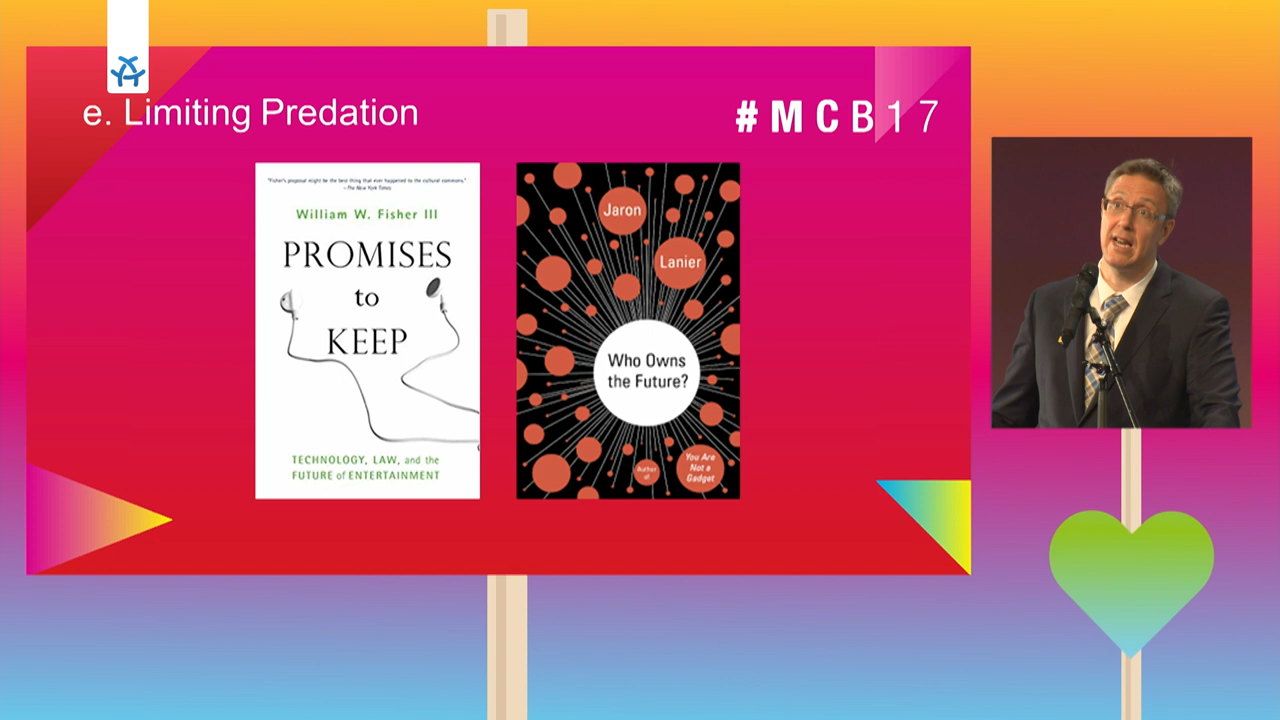 e. Limiting Predation
#MCB17
"Fisher's proposal might be the best thing that ever happened to the cultural commons."
—The New York Times
William W. Fisher III
PROMISES
to
KEEP
TECHNOLOGY, LAW, and the
FUTURE of ENTERTAINMENT
Jaron
Lanier
Who Owns
the Future?
Author
of
You Are
Not a
Gadget